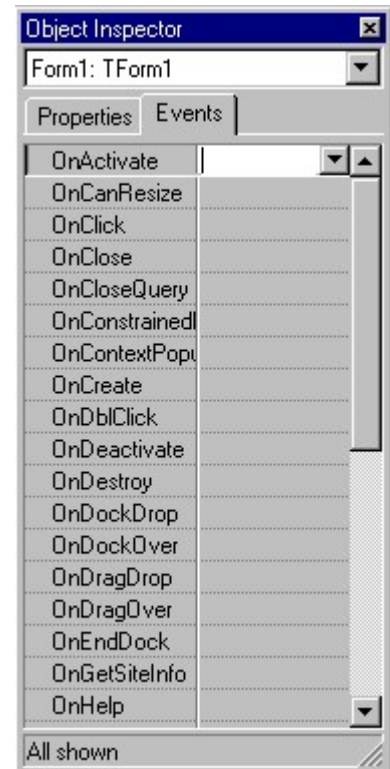 Object Inspector
Form1: TForm1
Properties Events
OnActivate
OnCanResize
OnClick
OnClose
OnCloseQuery
OnConstrainedI
OnContextPopu
OnCreate
OnDblClick
OnDeactivate
OnDestroy
OnDockDrop
OnDockOver
OnDragDrop
OnDragOver
OnEndDock
OnGetSiteInfo
OnHelp
All shown